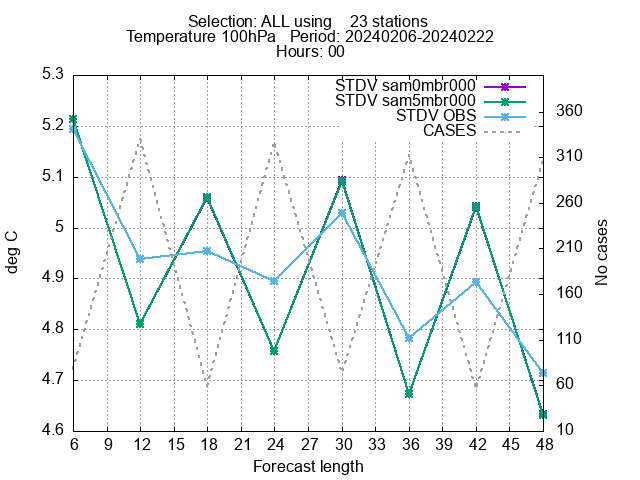 Selection: ALL using    23 stations
Temperature 100hPa   Period: 20240206-20240222
Hours: 00
STDV sam0mbr000
STDV sam5mbr000
STDV OBS
CASES
5.3
5.2
5.1
5
4.9
4.8
4.7
4.6
deg C
360
310
260
210
160
110
60
10
No cases
6 9 12 15 18 21 24 27 30 33 36 39 42 45 48
Forecast length